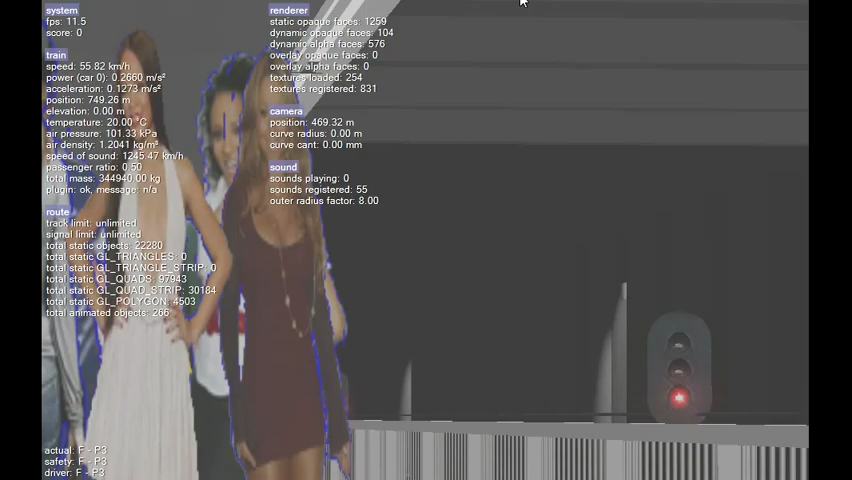 system
fps: 11.5
score: 0
train
speed: 55.82 km/h
power (car 0): 0.2660 m/s²
acceleration: 0.1273 m/s²
position: 749.26 m
elevation: 0.00 m
temperature: 20.00 °C
air pressure: 101.33 kPa
air density: 1.2041 kg/m³
speed of sound: 1245.47 km/h
passenger ratio: 0.50
total mass: 344940.00 kg
plugin: ok, message: n/a
route
track limit: unlimited
signal limit: unlimited
total static objects: 22280
total static GL_TRIANGLES: 0
total static GL_TRIANGLE_STRIP: 0
total static GL_QUADS: 97943
total static GL_QUAD_STRIP: 30184
total static GL_POLYGON: 4503
total animated objects: 266
actual: F - P3
safety: F - P3
driver: F - P3
renderer
static opaque faces: 1259
dynamic opaque faces: 104
dynamic alpha faces: 576
overlay opaque faces: 0
overlay alpha faces: 0
textures loaded: 254
textures registered: 831
camera
position: 469.32 m
curve radius: 0.00 m
curve cant: 0.00 mm
sound
sounds playing: 0
sounds registered: 55
outer radius factor: 8.00